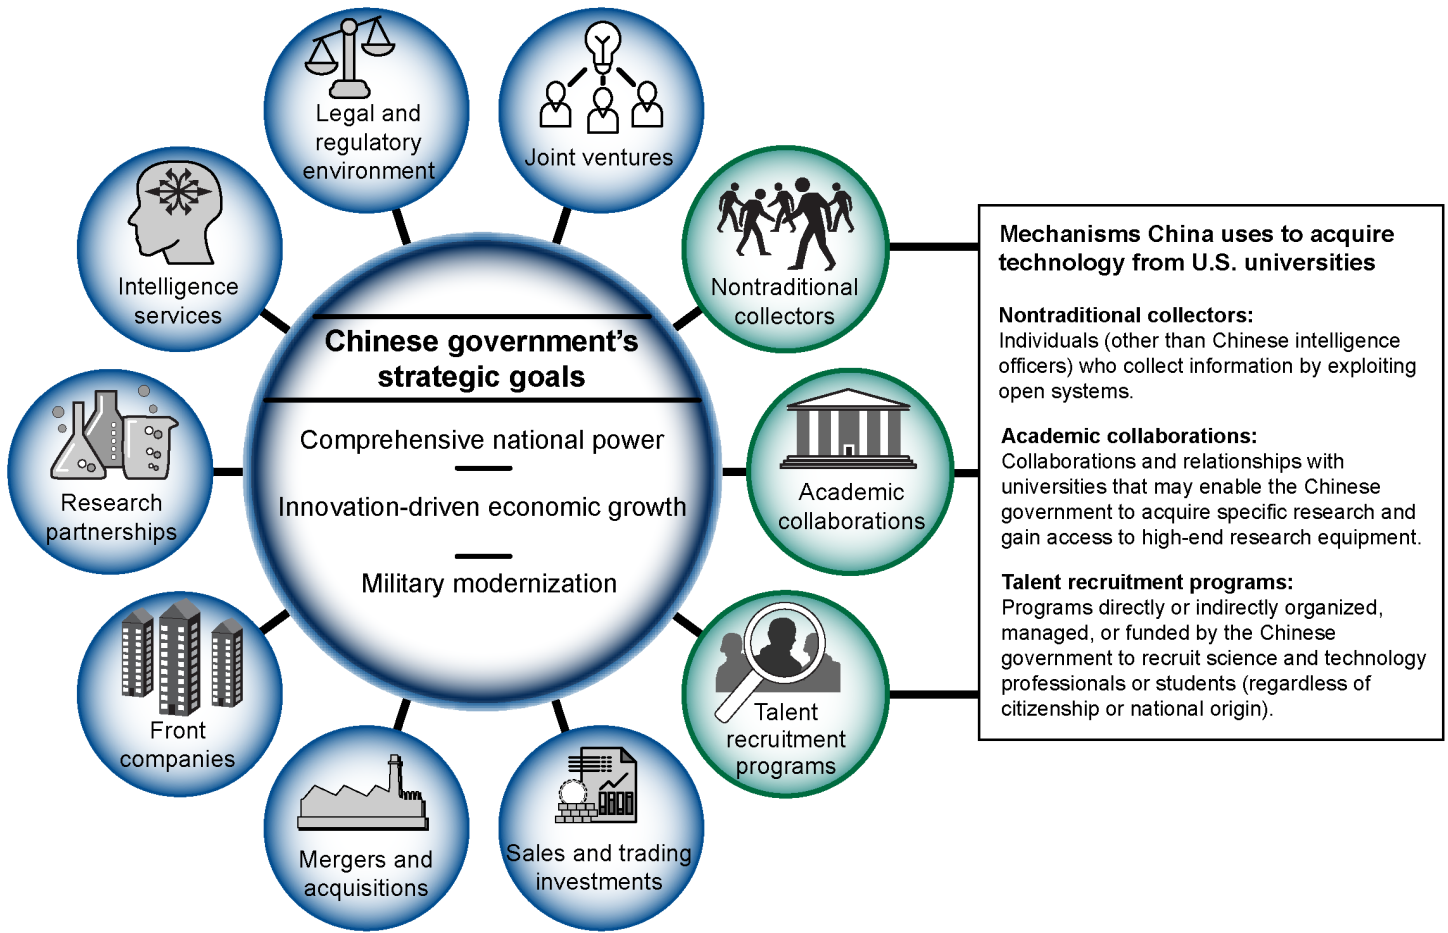 Legal and
regulatory
environment
Joint ventures
Intelligence
services
Nontraditional
collectors
Research
partnerships
Academic
collaborations
Front
companies
Talent
recruitment
programs
Mergers and
acquisitions
Sales and trading
investments
Chinese government’s
strategic goals
Comprehensive national power
Innovation-driven economic growth
Military modernization
Mechanisms China uses to acquire
technology from U.S. universities
Nontraditional collectors:
Individuals (other than Chinese intelligence
officers) who collect information by exploiting
open systems.
Academic collaborations:
Collaborations and relationships with
universities that may enable the Chinese
government to acquire specific research and
gain access to high-end research equipment.
Talent recruitment programs:
Programs directly or indirectly organized,
managed, or funded by the Chinese
government to recruit science and technology
professionals or students (regardless of
citizenship or national origin).